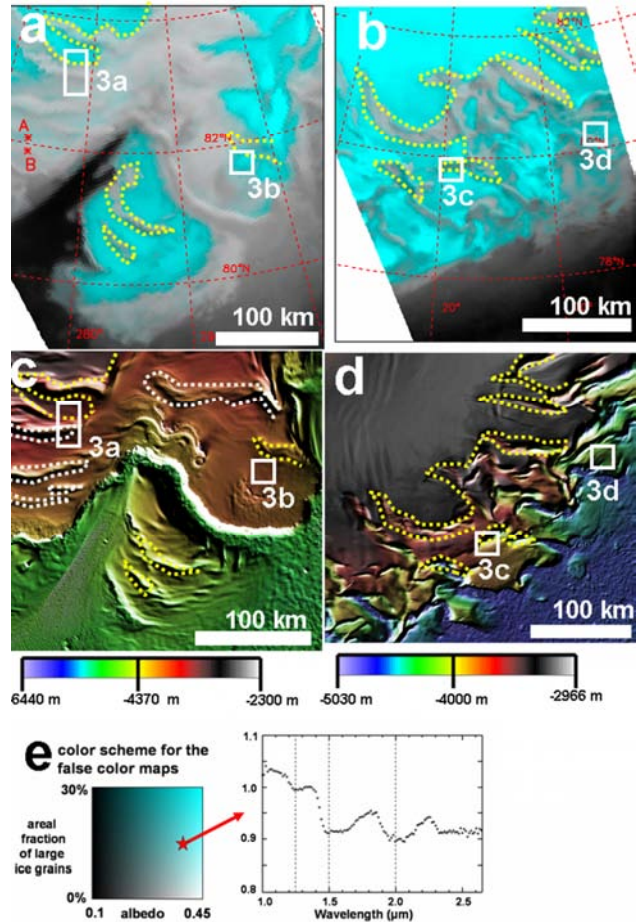 a
3a
A
B
82°N
3b
80°N
280°
100 km
b
82°N
3d
3c
78°N
20°
100 km
c
3a
3b
100 km
d
3d
3c
100 km
6440 m -4370 m -2300 m
-5030 m -4000 m -2966 m
e color scheme for the
false color maps
30%
areal
fraction
of large
ice grains
0%
0.1 albedo 0.45
1.1
1.0
0.9
0.8
1.0 1.5 2.0 2.5
Wavelength (µm)